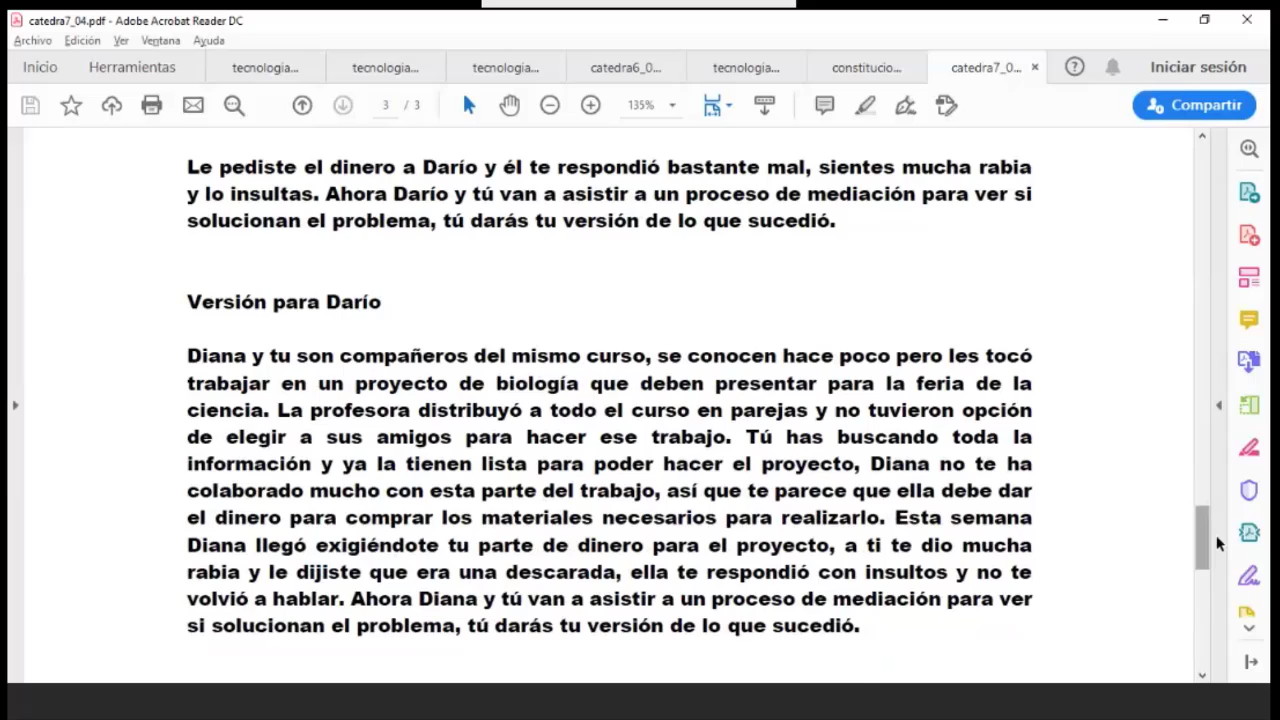 catedra7_04.pdf - Adobe Acrobat Reader DC
Archivo Edición Ver Ventana Ayuda
Inicio Herramientas tecnologia... tecnologia... tecnologia... catedra6_0... tecnologia... constitucio... catedra7_0... Iniciar sesión
3 / 3 135% Compartir
Le pediste el dinero a Darío y él te respondió bastante mal, sientes mucha rabia
y lo insultas. Ahora Darío y tú van a asistir a un proceso de mediación para ver si
solucionan el problema, tú darás tu versión de lo que sucedió.
Versión para Darío
Diana y tu son compañeros del mismo curso, se conocen hace poco pero les tocó
trabajar en un proyecto de biología que deben presentar para la feria de la
ciencia. La profesora distribuyó a todo el curso en parejas y no tuvieron opción
de elegir a sus amigos para hacer ese trabajo. Tú has buscando toda la
información y ya la tienen lista para poder hacer el proyecto, Diana no te ha
colaborado mucho con esta parte del trabajo, así que te parece que ella debe dar
el dinero para comprar los materiales necesarios para realizarlo. Esta semana
Diana llegó exigiéndote tu parte de dinero para el proyecto, a ti te dio mucha
rabia y le dijiste que era una descarada, ella te respondió con insultos y no te
volvió a hablar. Ahora Diana y tú van a asistir a un proceso de mediación para ver
si solucionan el problema, tú darás tu versión de lo que sucedió.